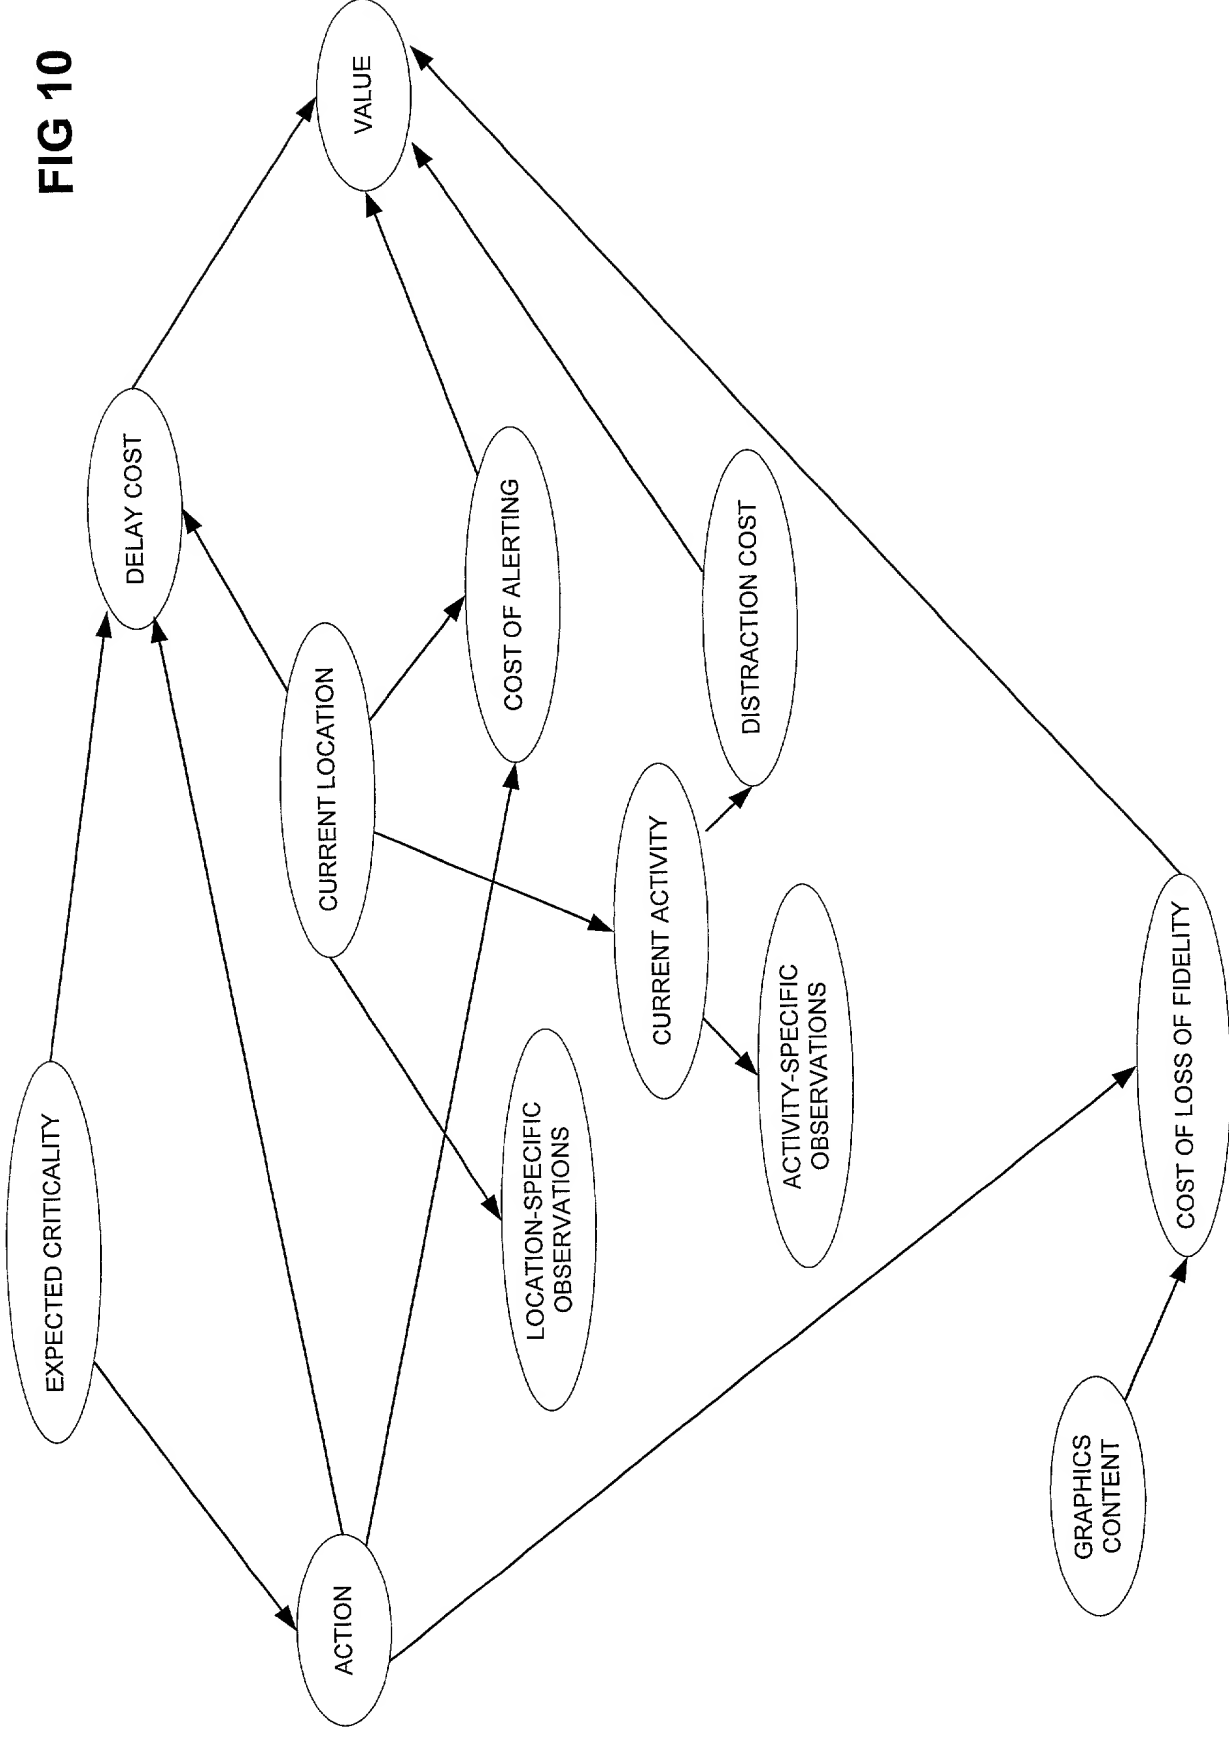 FIG 10
EXPECTED CRITICALITY
DELAY COST
ACTION
CURRENT LOCATION
VALUE
LOCATION-SPECIFIC
OBSERVATIONS
COST OF ALERTING
CURRENT ACTIVITY
ACTIVITY-SPECIFIC
OBSERVATIONS
DISTRACTION COST
GRAPHICS
CONTENT
COST OF LOSS OF FIDELITY